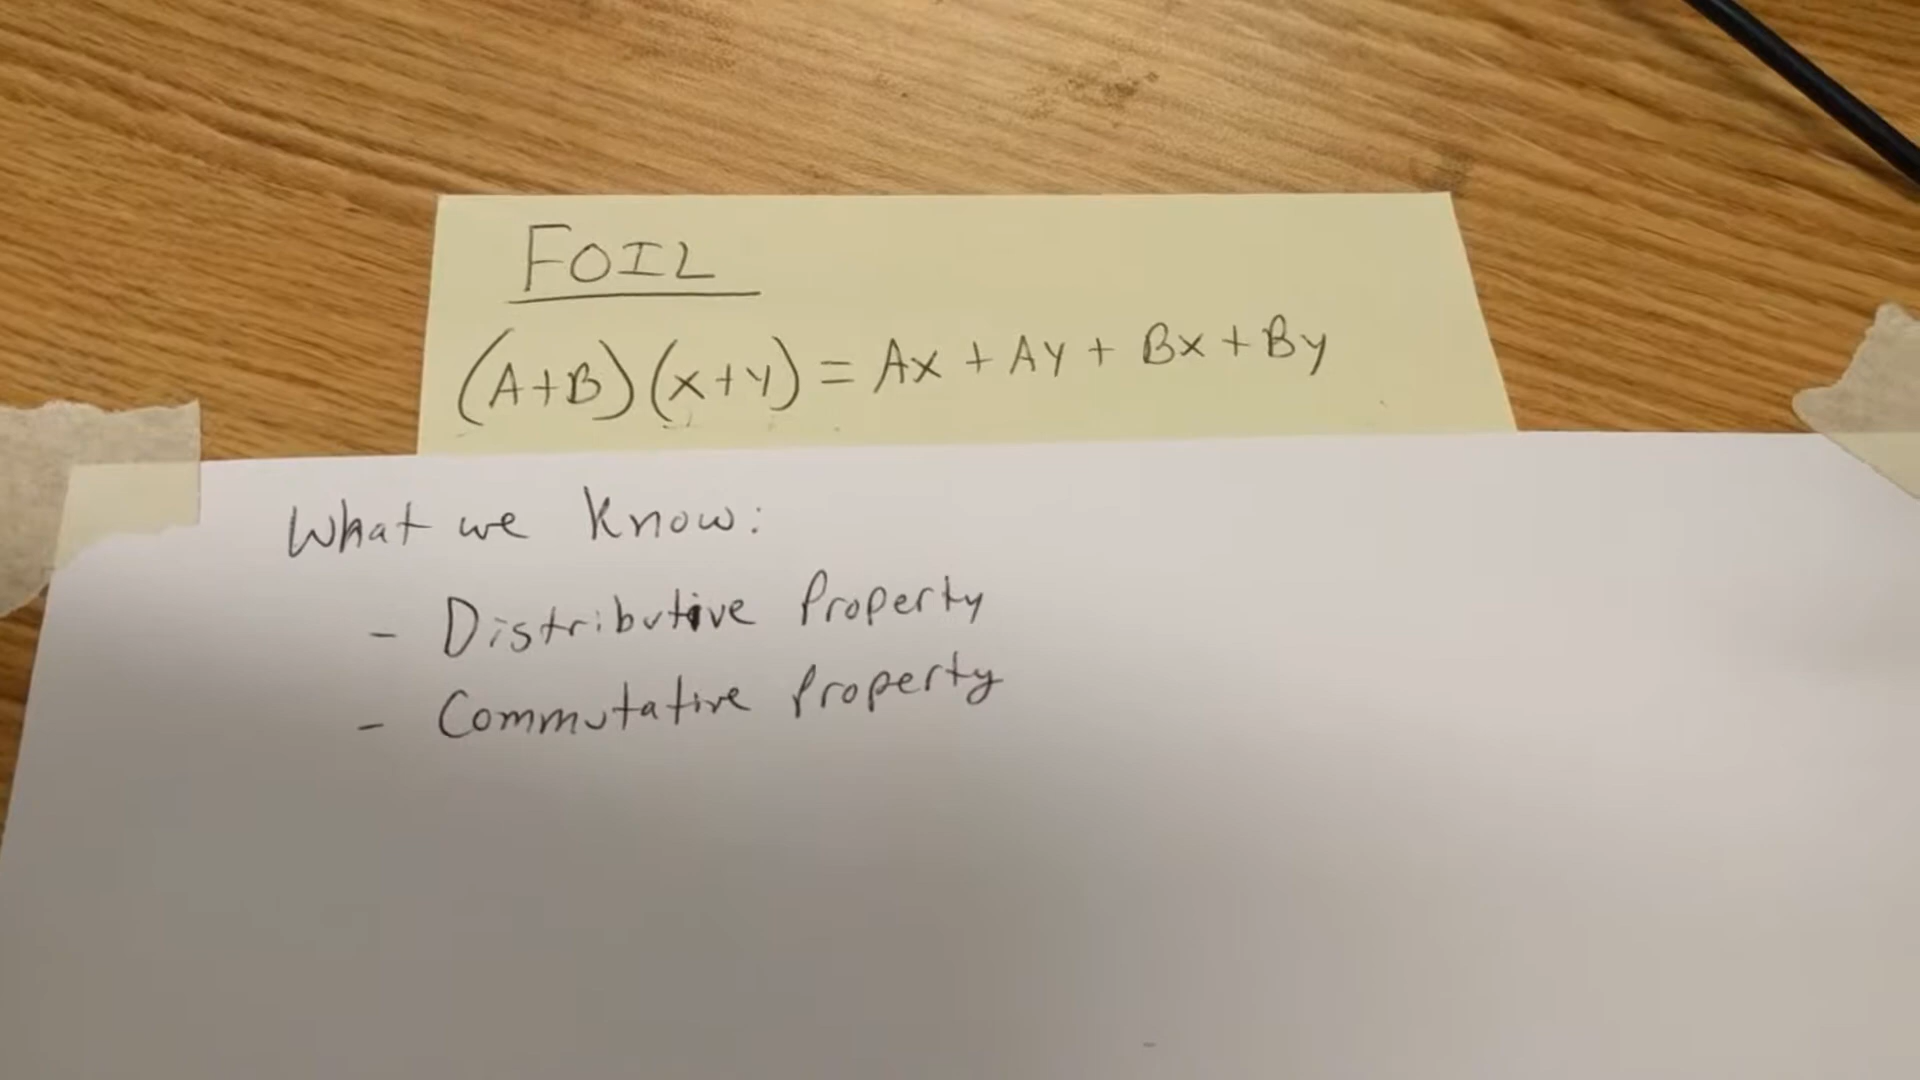 FOIL
(A+B)(x+y) = Ax + Ay + Bx + By
What we know:
- Distributive Property
- Commutative Property